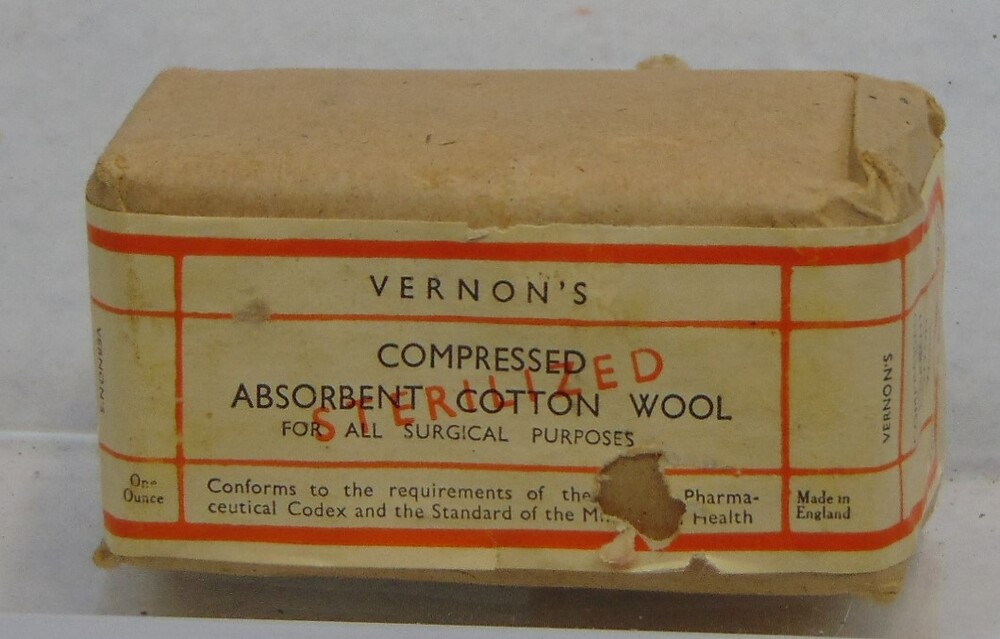 VERNON'S
COMPRESSED
ABSORBENT COTTON WOOL
STERILIZED
FOR ALL SURGICAL PURPOSES
Conforms to the requirements of the Pharma-
ceutical Codex and the Standard of the Health
One
Ounce
Made in
England
VERNON'S
VERNON'S